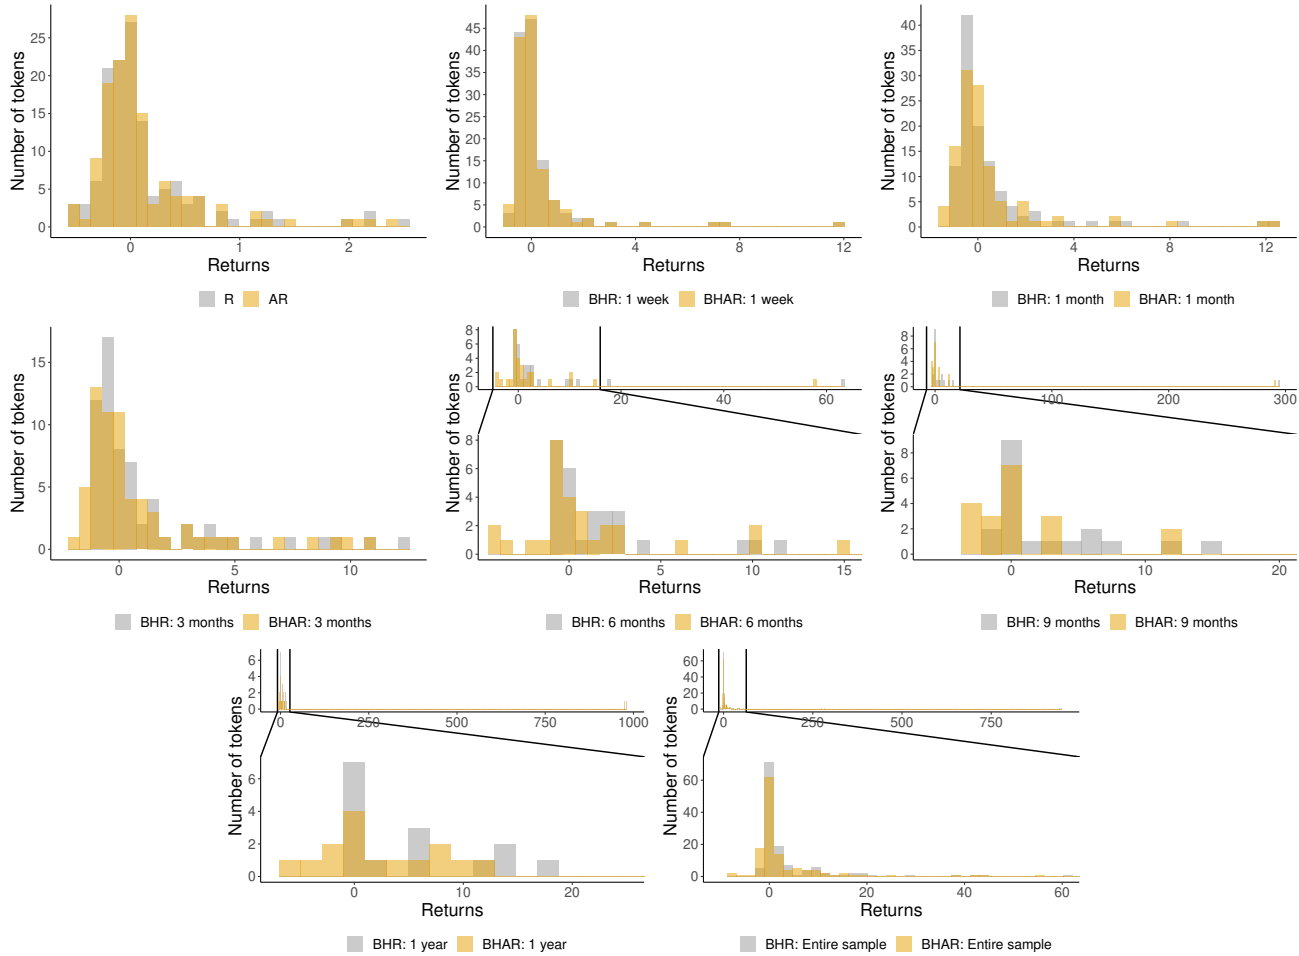 Number of tokens
25
20
15
10
5
0
0 1 2
Returns
R AR
Number of tokens
45
40
35
30
25
20
15
10
5
0
0 4 8 12
Returns
BHR: 1 week BHAR: 1 week
Number of tokens
40
35
30
25
20
15
10
5
0
0 4 8 12
Returns
BHR: 1 month BHAR: 1 month
Number of tokens
15
10
5
0
0 5 10
Returns
BHR: 3 months BHAR: 3 months
Number of tokens
8
6
4
2
0
0 20 40 60
8
6
4
2
0
0 5 10 15
Returns
BHR: 6 months BHAR: 6 months
Number of tokens
8
6
4
2
0
0 100 200 300
8
6
4
2
0
0 10 20
Returns
BHR: 9 months BHAR: 9 months
Number of tokens
6
4
2
0
0 250 500 750 1000
6
4
2
0
0 10 20
Returns
BHR: 1 year BHAR: 1 year
Number of tokens
60
40
20
0
0 250 500 750
60
40
20
0
0 20 40 60
Returns
BHR: Entire sample BHAR: Entire sample